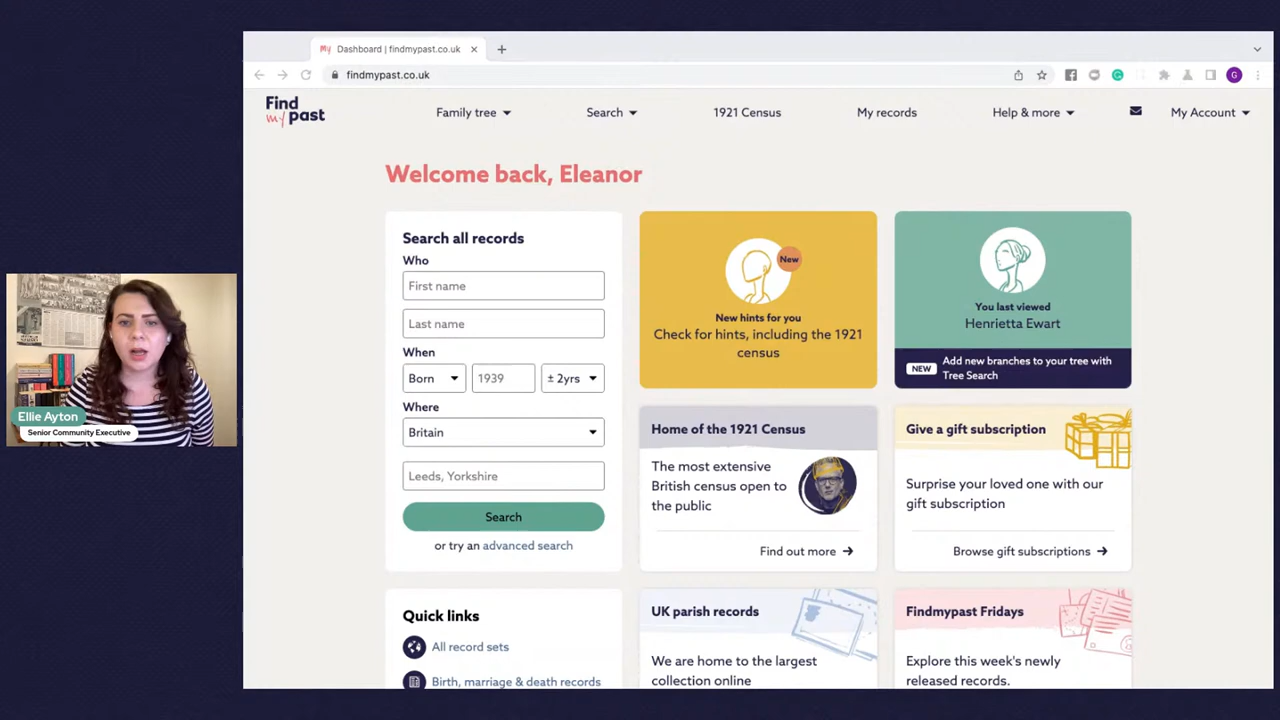 Dashboard | findmypast.co.uk
findmypast.co.uk
G
Find
my past
Family tree
Search
1921 Census
My records
Help & more
My Account
Welcome back, Eleanor
Search all records
Who
First name
Last name
When
Born
1939
± 2yrs
Where
Britain
Leeds, Yorkshire
Search
or try an advanced search
New
New hints for you
Check for hints, including the 1921
census
You last viewed
Henrietta Ewart
NEW
Add new branches to your tree with
Tree Search
Home of the 1921 Census
The most extensive
British census open to
the public
Find out more
Give a gift subscription
Surprise your loved one with our
gift subscription
Browse gift subscriptions
Quick links
All record sets
Birth, marriage & death records
UK parish records
We are home to the largest
collection online
Findmypast Fridays
Explore this week's newly
released records.
Ellie Ayton
Senior Community Executive